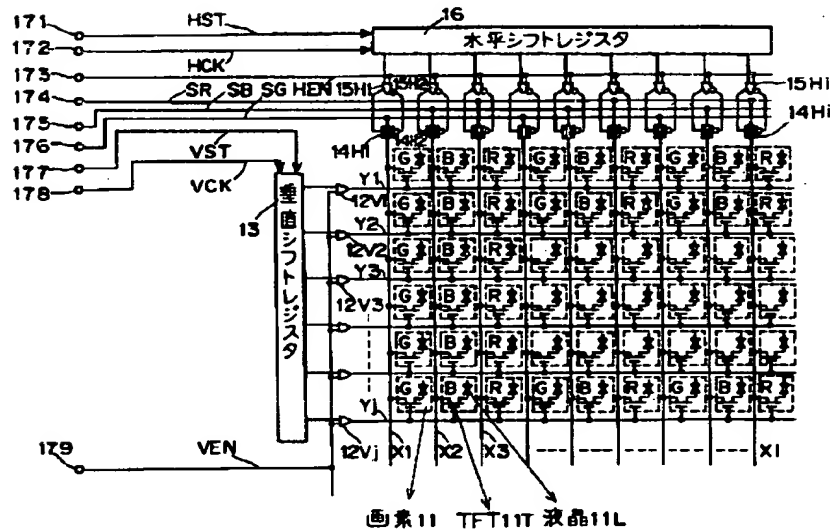 171 HST 16
172 HCK 水平シフトレジスタ
173 15H1 15H2 15Hi
174 SR SB SG HEN
175
176 14H1 14H2 14Hi
177 VST
178 VCK
13 垂直シフトレジスタ
Y1 G B R G B R G B R
12V1
Y2 G B R G B R G B R
12V2
Y3 G B R
12V3 G B R
G B R
Yj G B R G B R G B R
12Vj X1 X2 X3 X1
179 VEN
画素11 TFT11T 液晶11L